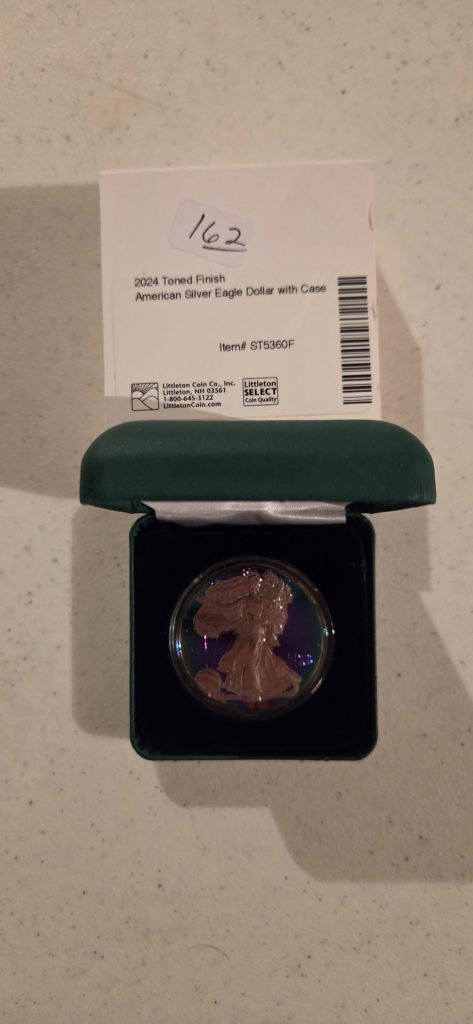 162
2024 Toned Finish
American Silver Eagle Dollar with Case
Item# ST5360F
Littleton Coin Co., Inc.
Littleton, NH 03561
1-800-645-3122
LittletonCoin.com
Littleton
SELECT
Coin Quality